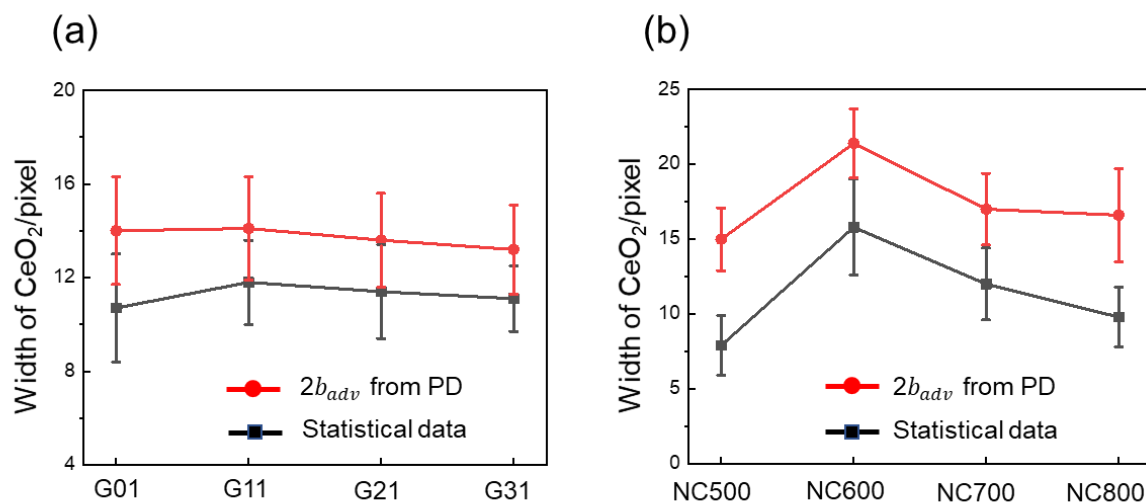 (a)
Width of CeO₂/pixel
20
16
12
8
4
G01 G11 G21 G31
2b_adv from PD
Statistical data
(b)
Width of CeO₂/pixel
25
20
15
10
5
0
NC500 NC600 NC700 NC800
2b_adv from PD
Statistical data